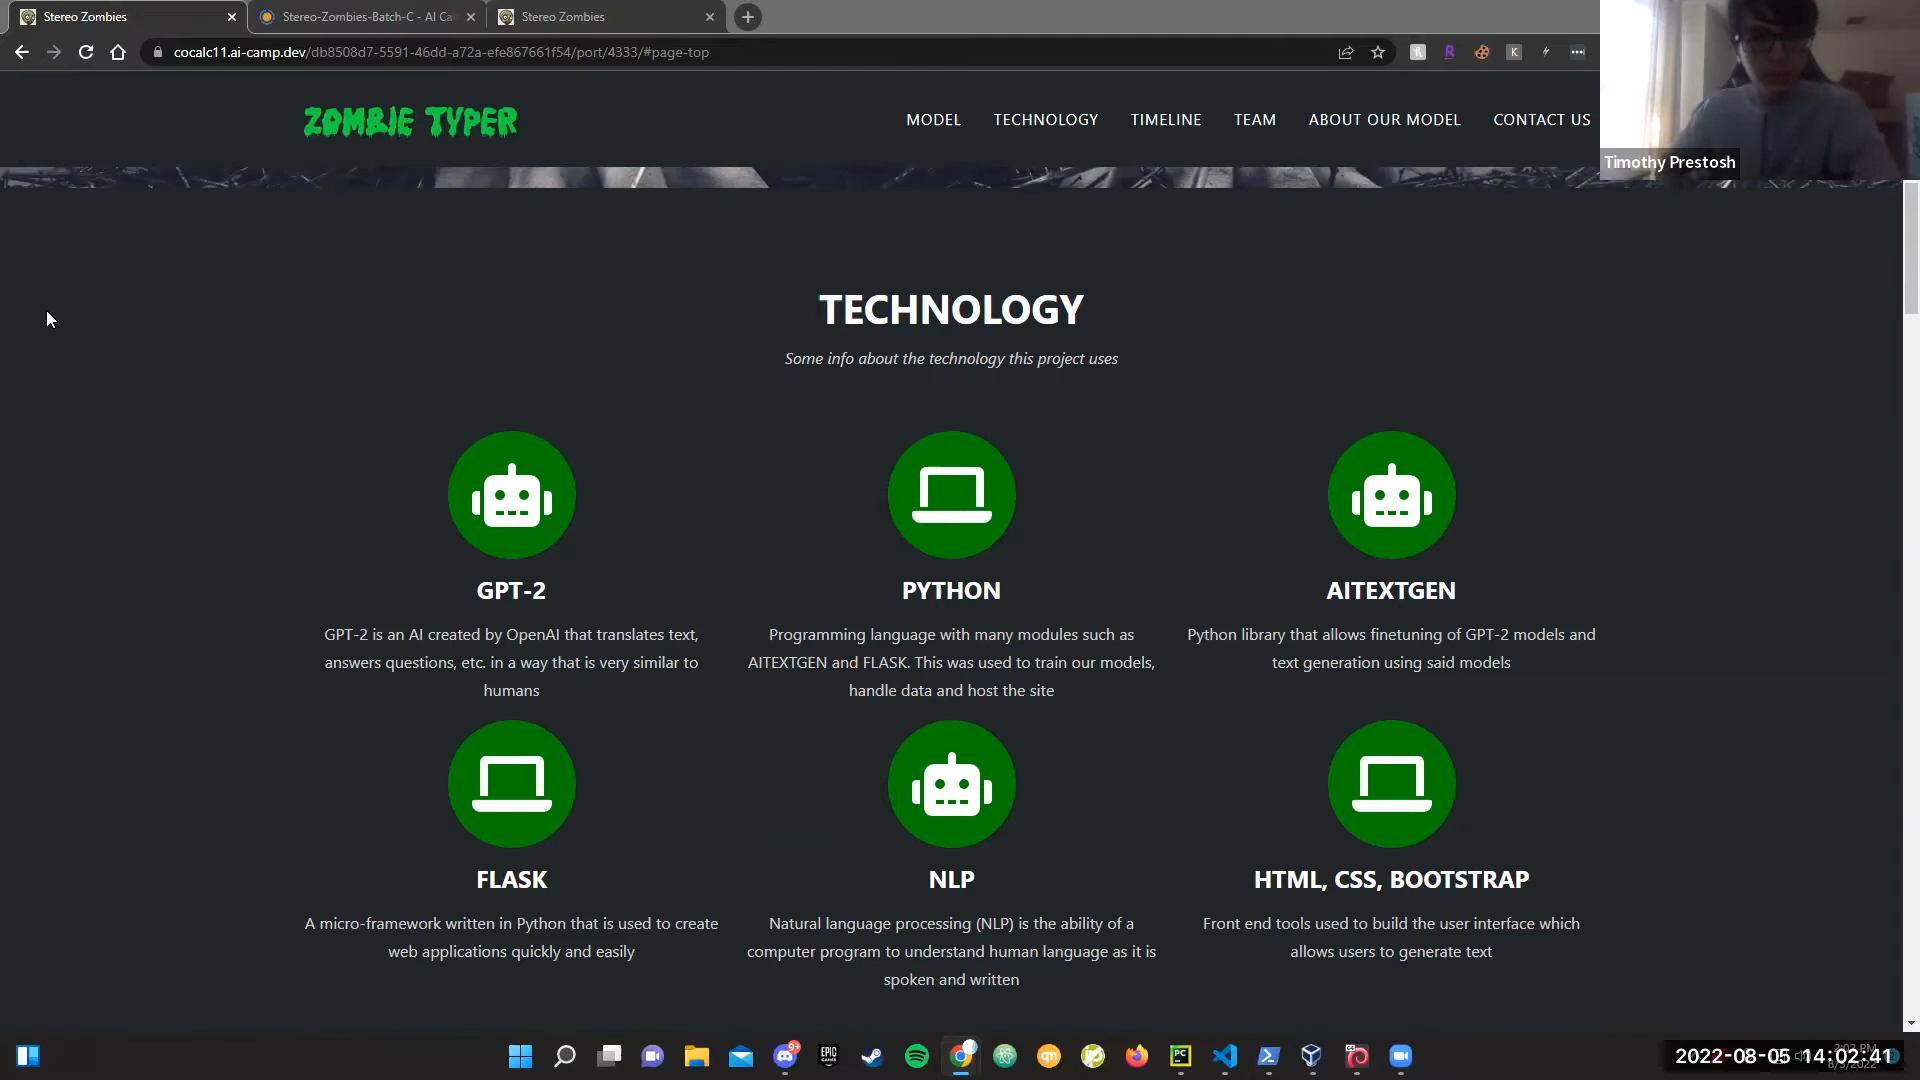 Stereo Zombies
Stereo-Zombies-Batch-C - AI Ca
Stereo Zombies
cocalc11.ai-camp.dev/db8508d7-5591-46dd-a72a-efe867661f54/port/4333/#page-top
ZOMBIE TYPER
MODEL
TECHNOLOGY
TIMELINE
TEAM
ABOUT OUR MODEL
CONTACT US
Timothy Prestosh
TECHNOLOGY
Some info about the technology this project uses
GPT-2
GPT-2 is an AI created by OpenAI that translates text,
answers questions, etc. in a way that is very similar to
humans
PYTHON
Programming language with many modules such as
AITEXTGEN and FLASK. This was used to train our models,
handle data and host the site
AITEXTGEN
Python library that allows finetuning of GPT-2 models and
text generation using said models
FLASK
A micro-framework written in Python that is used to create
web applications quickly and easily
NLP
Natural language processing (NLP) is the ability of a
computer program to understand human language as it is
spoken and written
HTML, CSS, BOOTSTRAP
Front end tools used to build the user interface which
allows users to generate text
9+
EPIC
GAMES
PC
2022-08-05 14:02:41